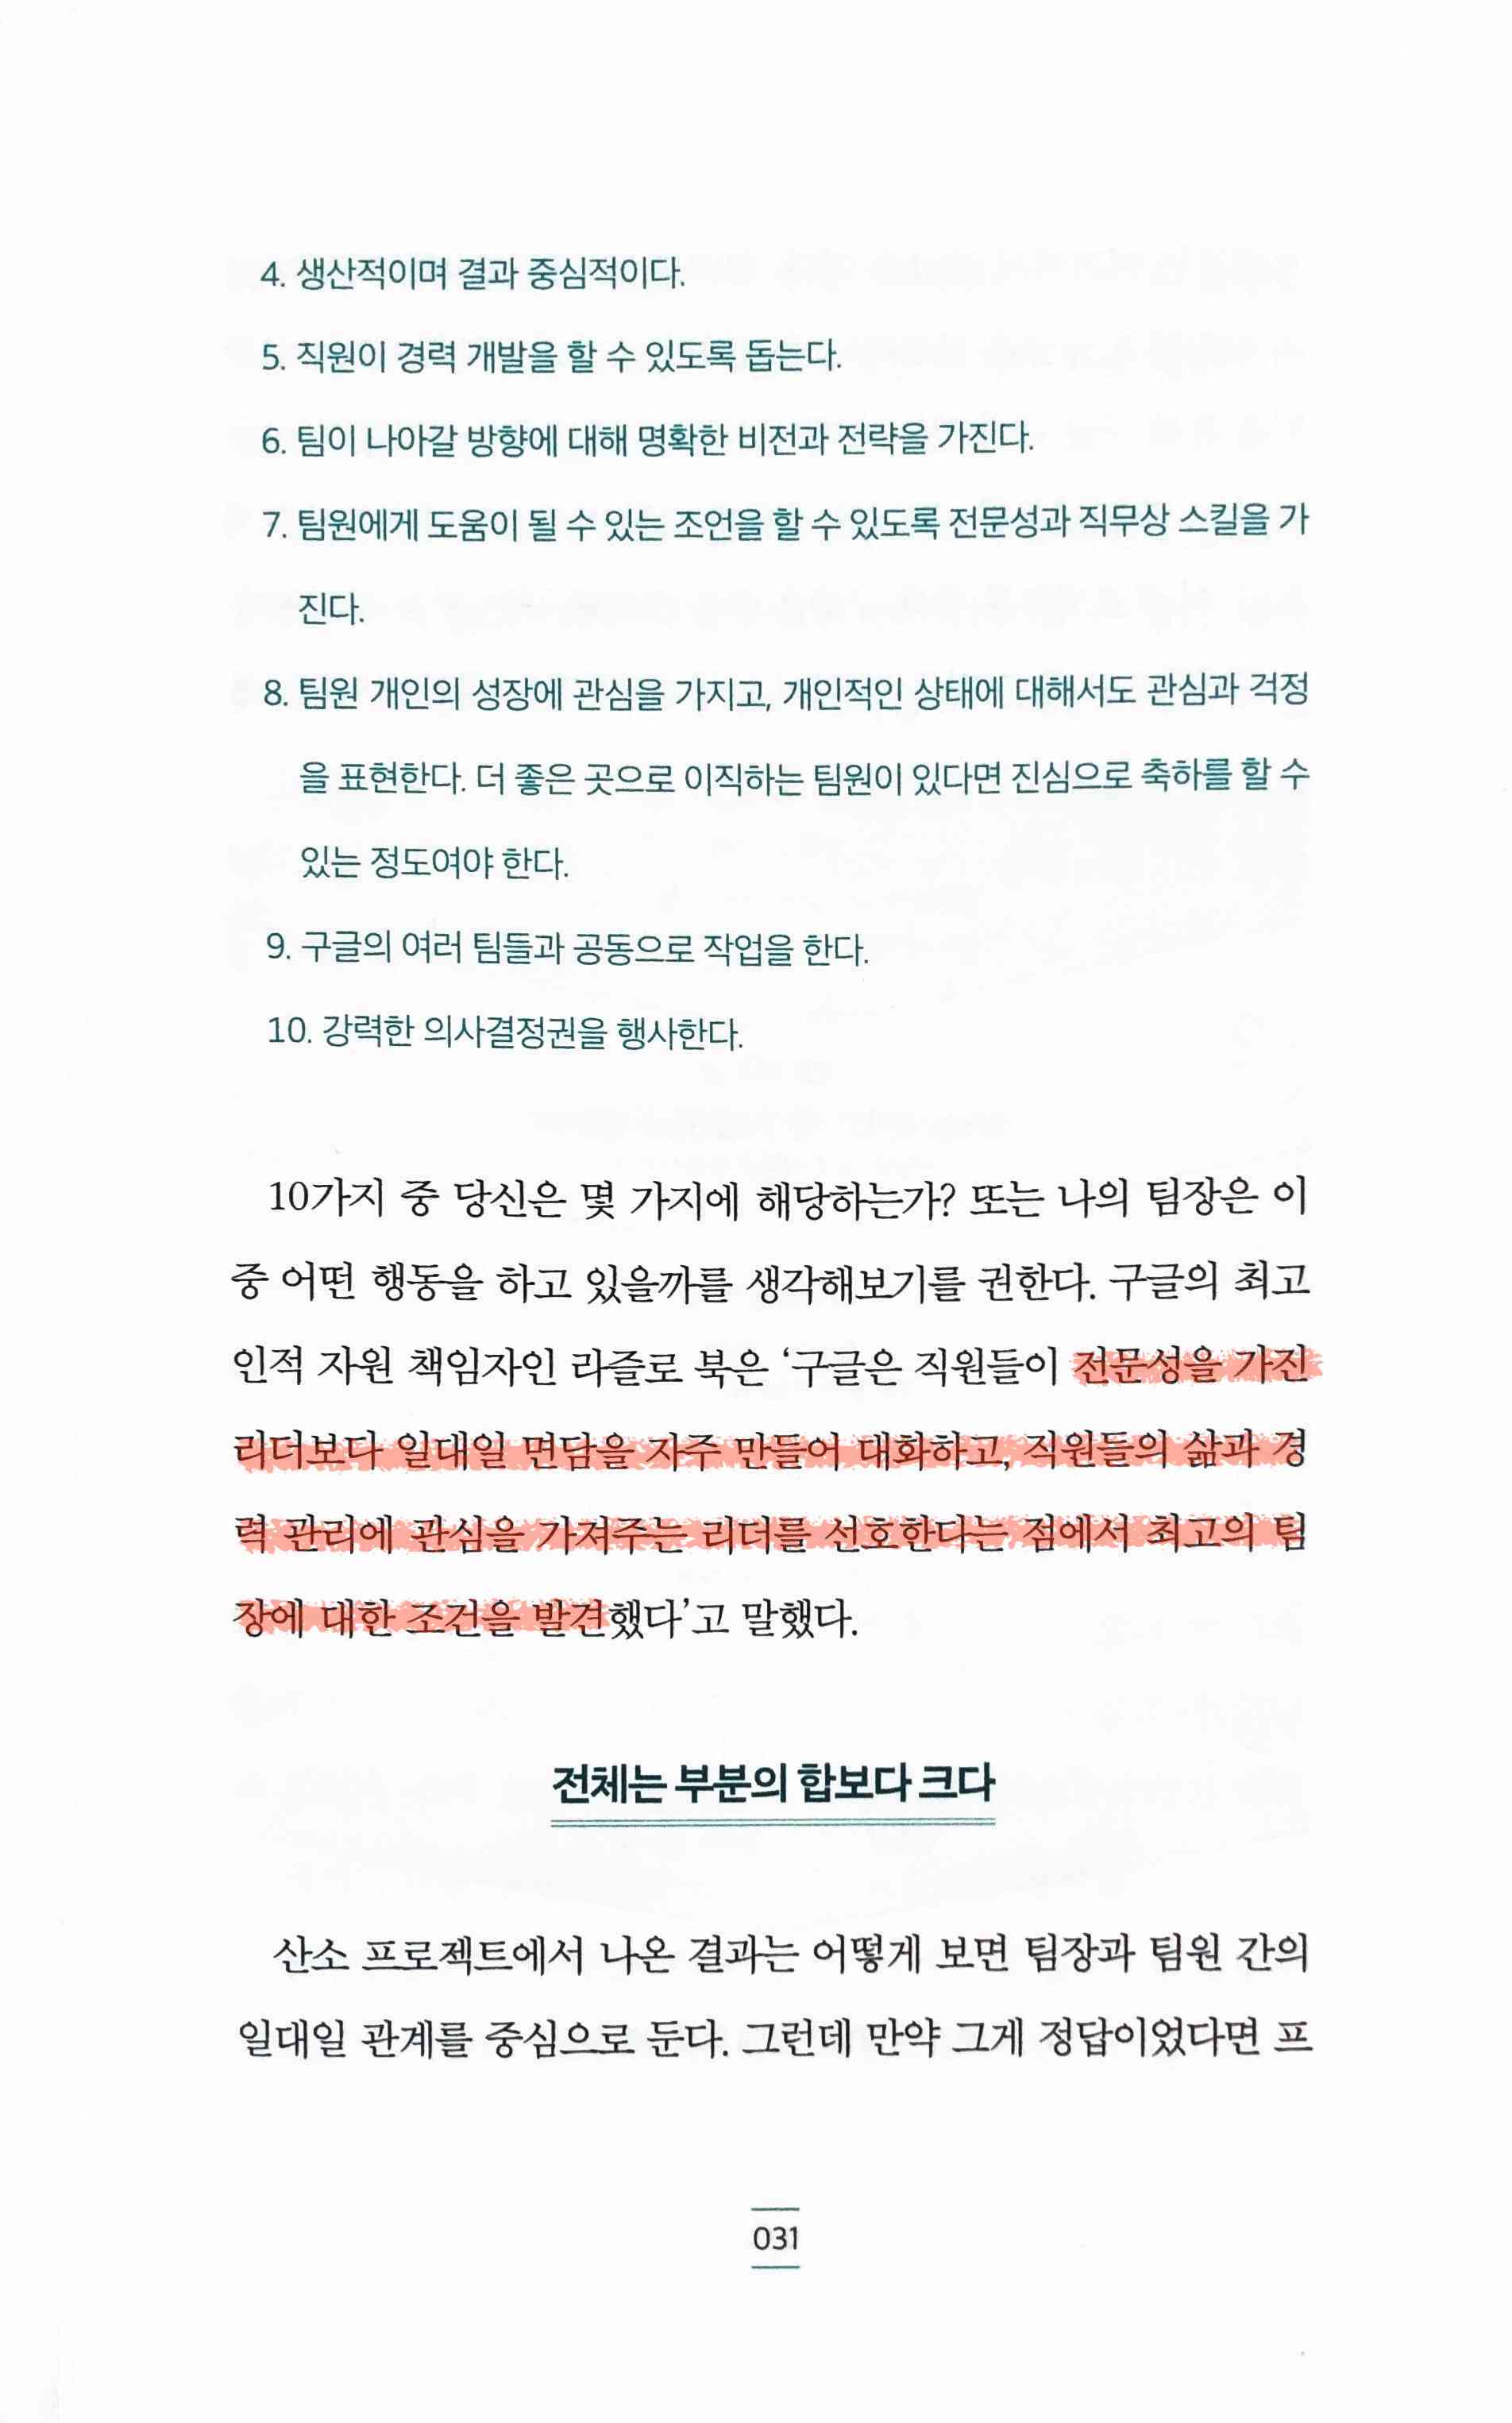 4. 생산적이며 결과 중심적이다.
5. 직원이 경력 개발을 할 수 있도록 돕는다.
6. 팀이 나아갈 방향에 대해 명확한 비전과 전략을 가진다.
7. 팀원에게 도움이 될 수 있는 조언을 할 수 있도록 전문성과 직무상 스킬을 가
진다.
8. 팀원 개인의 성장에 관심을 가지고, 개인적인 상태에 대해서도 관심과 걱정
을 표현한다. 더 좋은 곳으로 이직하는 팀원이 있다면 진심으로 축하를 할 수
있는 정도여야 한다.
9. 구글의 여러 팀들과 공동으로 작업을 한다.
10. 강력한 의사결정권을 행사한다.
10가지 중 당신은 몇 가지에 해당하는가? 또는 나의 팀장은 이
중 어떤 행동을 하고 있을까를 생각해보기를 권한다. 구글의 최고
인적 자원 책임자인 라즐로 북은 ‘구글은 직원들이 전문성을 가진
리더보다 일대일 면담을 자주 만들어 대화하고, 직원들의 삶과 경
력 관리에 관심을 가져주는 리더를 선호한다는 점에서 최고의 팀
장에 대한 조건을 발견했다’고 말했다.
전체는 부분의 합보다 크다
산소 프로젝트에서 나온 결과는 어떻게 보면 팀장과 팀원 간의
일대일 관계를 중심으로 둔다. 그런데 만약 그게 정답이었다면 프
031